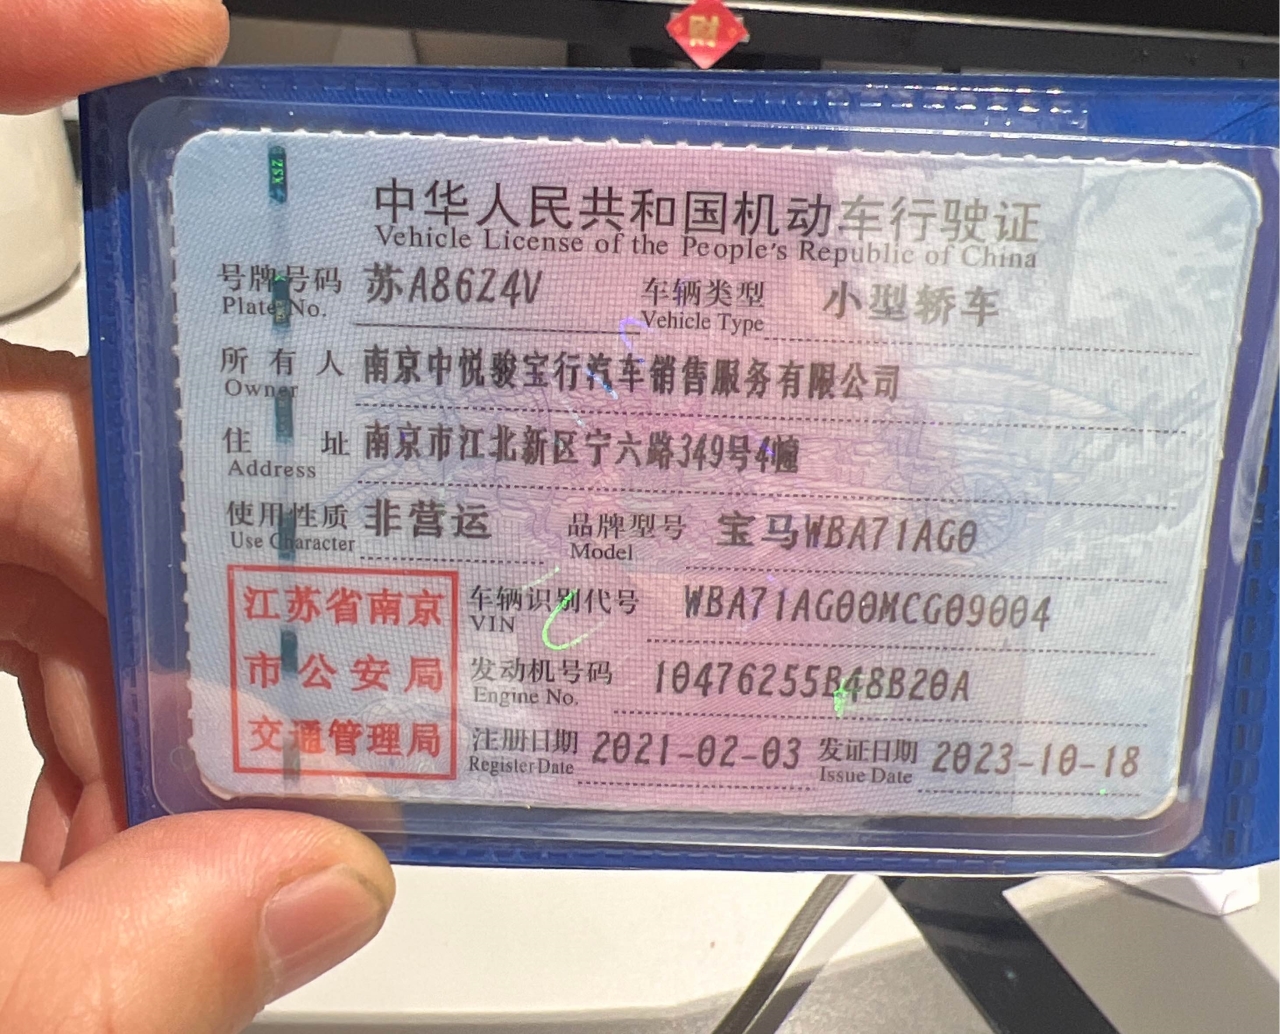 财
中华人民共和国机动车行驶证
Vehicle License of the People's Republic of China
号牌号码 苏A86Z4V 车辆类型 小型轿车
Plate No. Vehicle Type
所有人 南京中悦骏宝行汽车销售服务有限公司
Owner
住址 南京市江北新区宁六路349号4幢
Address
使用性质 非营运 品牌型号 宝马WBA71AG0
Use Character Model
江苏省南京
市公安局
交通管理局
车辆识别代号 WBA71AG00MCG09004
VIN
发动机号码 10476255B48B20A
Engine No.
注册日期 2021-02-03 发证日期 2023-10-18
Register Date Issue Date